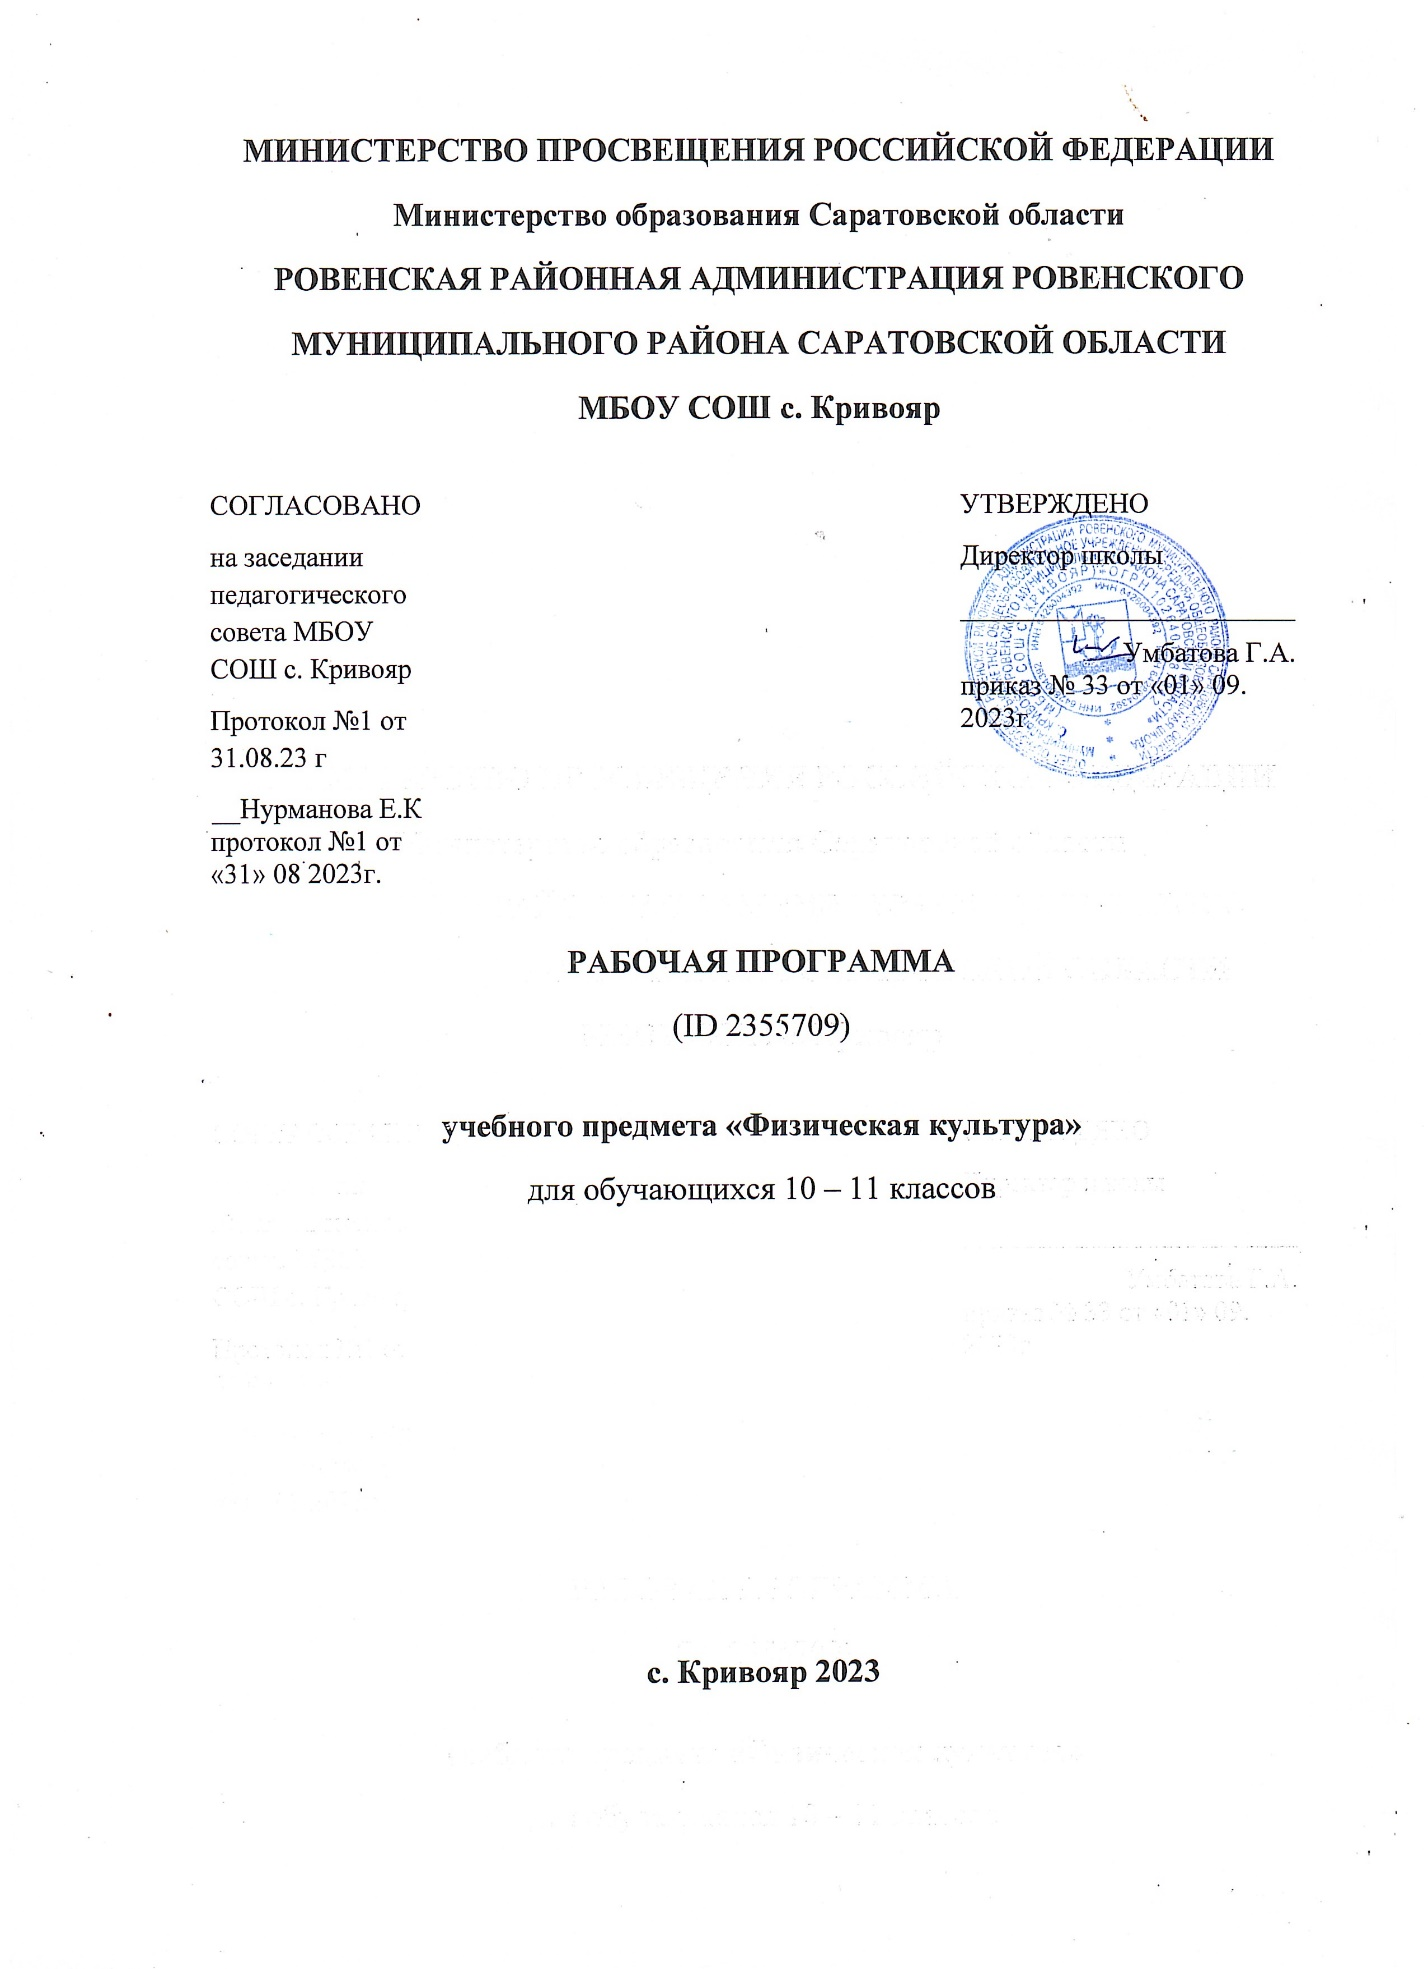 МИНИСТЕРСТВО ПРОСВЕЩЕНИЯ РОССИЙСКОЙ ФЕДЕРАЦИИ
Министерство образования Саратовской области
РОВЕНСКАЯ РАЙОННАЯ АДМИНИСТРАЦИЯ РОВЕНСКОГО
МУНИЦИПАЛЬНОГО РАЙОНА САРАТОВСКОЙ ОБЛАСТИ
МБОУ СОШ с. Кривояр
СОГЛАСОВАНО
на заседании
педагогического
совета МБОУ
СОШ с. Кривояр
Протокол №1 от
31.08.23 г
__Нурманова Е.К
протокол №1 от
«31» 08 2023г.
УТВЕРЖДЕНО
Директор школы
Умбатова Г.А.
приказ № 33 от «01» 09.
2023г
РАБОЧАЯ ПРОГРАММА
(ID 2355709)
учебного предмета «Физическая культура»
для обучающихся 10 – 11 классов
с. Кривояр 2023